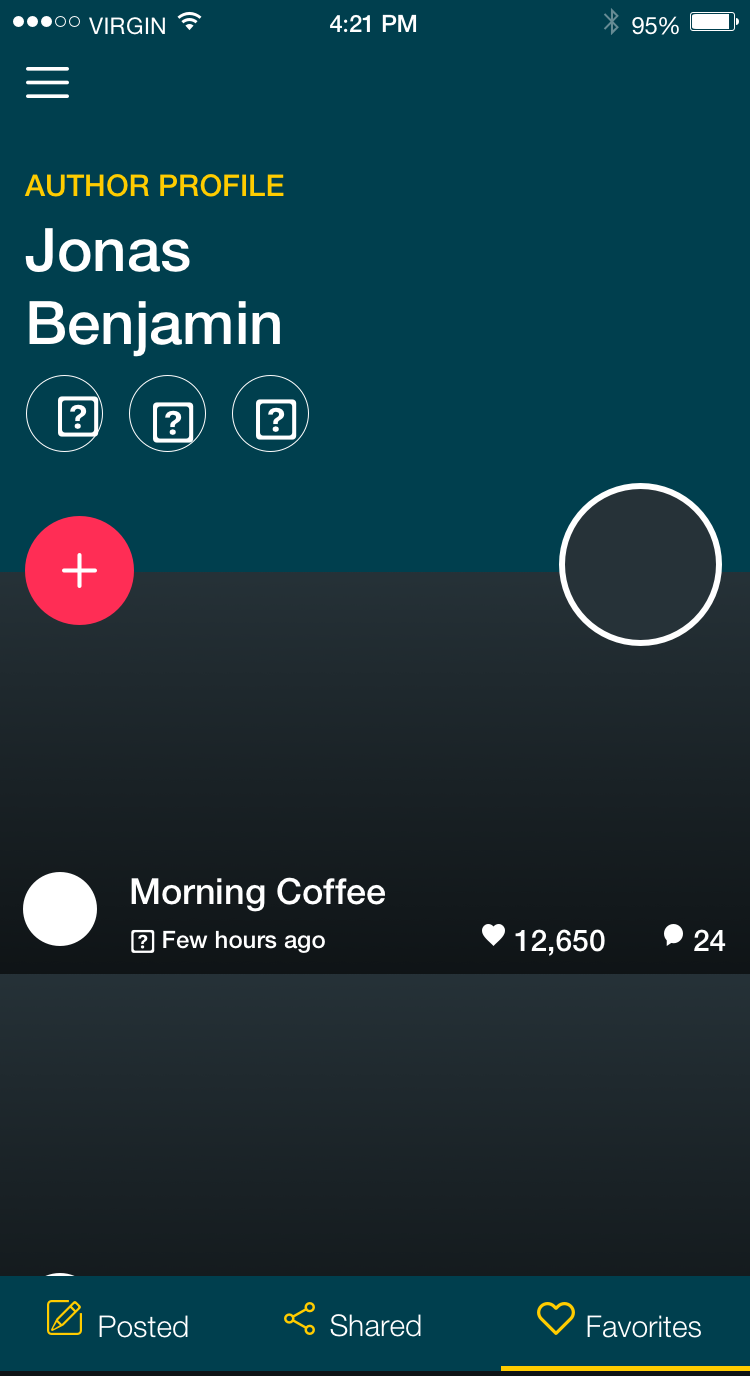 VIRGIN 4:21 PM 95%
AUTHOR PROFILE
Jonas
Benjamin
Morning Coffee
Few hours ago 12,650 24
Posted Shared Favorites